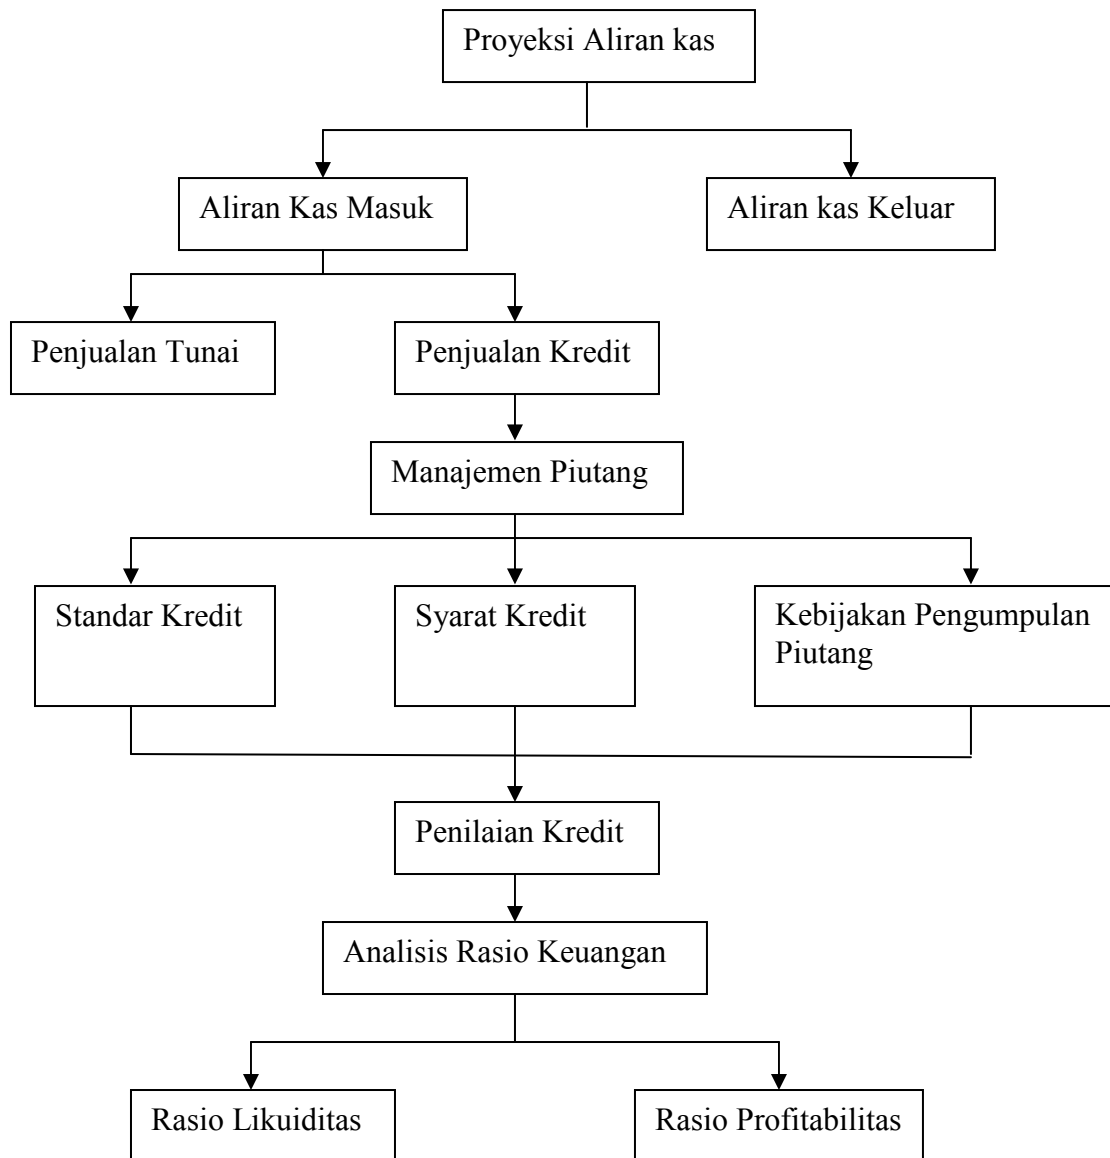 Proyeksi Aliran kas
Aliran Kas Masuk
Aliran kas Keluar
Penjualan Tunai
Penjualan Kredit
Manajemen Piutang
Standar Kredit
Syarat Kredit
Kebijakan Pengumpulan
Piutang
Penilaian Kredit
Analisis Rasio Keuangan
Rasio Likuiditas
Rasio Profitabilitas